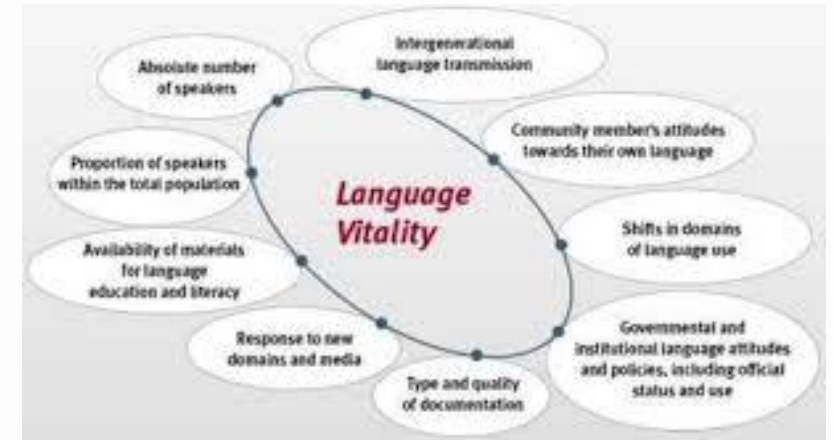 Intergenerational
language transmission
Absolute number
of speakers
Community member's attitudes
towards their own language
Proportion of speakers
within the total population
Language
Vitality
Shifts in domains
of language use
Availability of materials
for language
education and literacy
Governmental and
institutional language attitudes
and policies, including official
status and use
Response to new
domains and media
Type and quality
of documentation